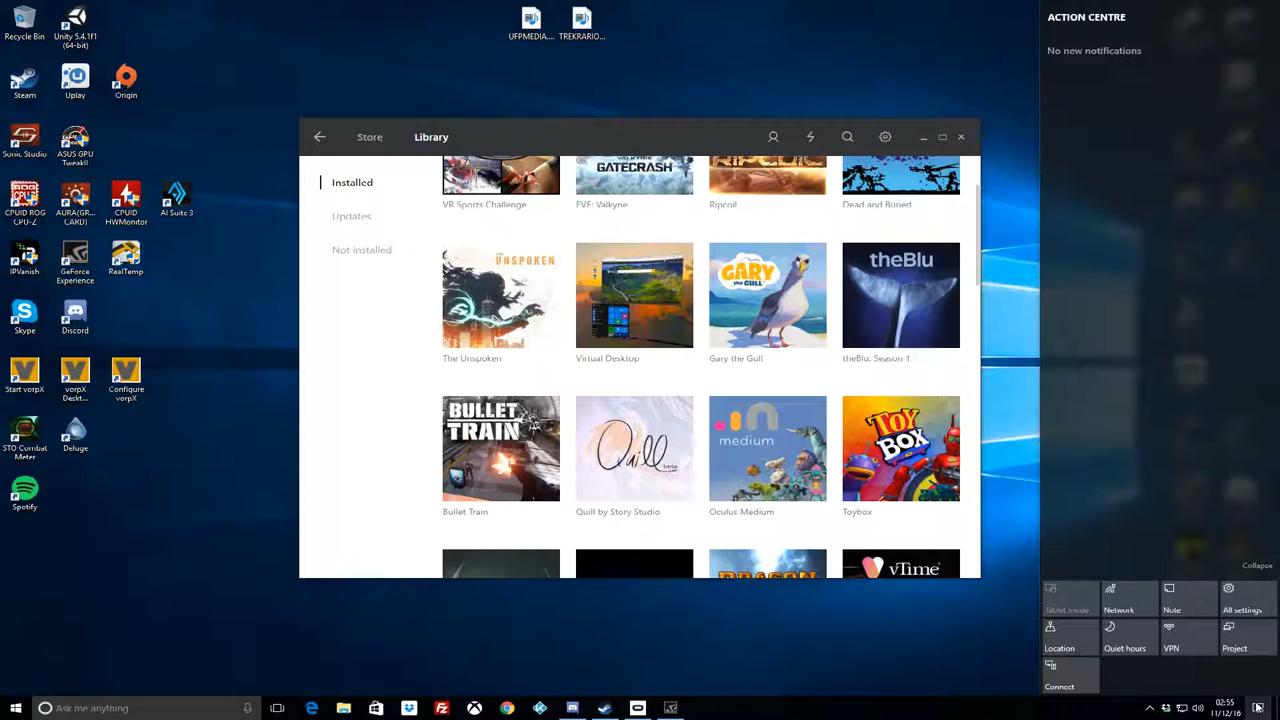 Recycle Bin
Unity 5.4.1f1
(64-bit)
UFPMEDIA....
TREKRARIO...
Steam
Uplay
Origin
Sonic Studio
ASUS GPU
TweakII
CPUID ROG
CPU-Z
AURA(GR...
CARD)
CPUID
HWMonitor
AI Suite 3
IPVanish
GeForce
Experience
RealTemp
Skype
Discord
Start vorpX
vorpX
Deskt...
Configure
vorpX
STO Combat
Meter
Deluge
Spotify
Store
Library
Installed
Updates
Not installed
VALKYRIE
GATECRASH
VR Sports Challenge
EVE: Valkyrie
Ripcoil
Dead and Buried
THE UNSPOKEN
GARY
THE GULL
theBlu
The Unspoken
Virtual Desktop
Gary the Gull
theBlu: Season 1
BULLET
TRAIN
Quill
beta
medium
TOY
BOX
Bullet Train
Quill by Story Studio
Oculus Medium
Toybox
DRAGON
vTime
ACTION CENTRE
No new notifications
Collapse
Tablet mode
Network
Note
All settings
Location
Quiet hours
VPN
Project
Connect
Ask me anything
02:55
11/12/16